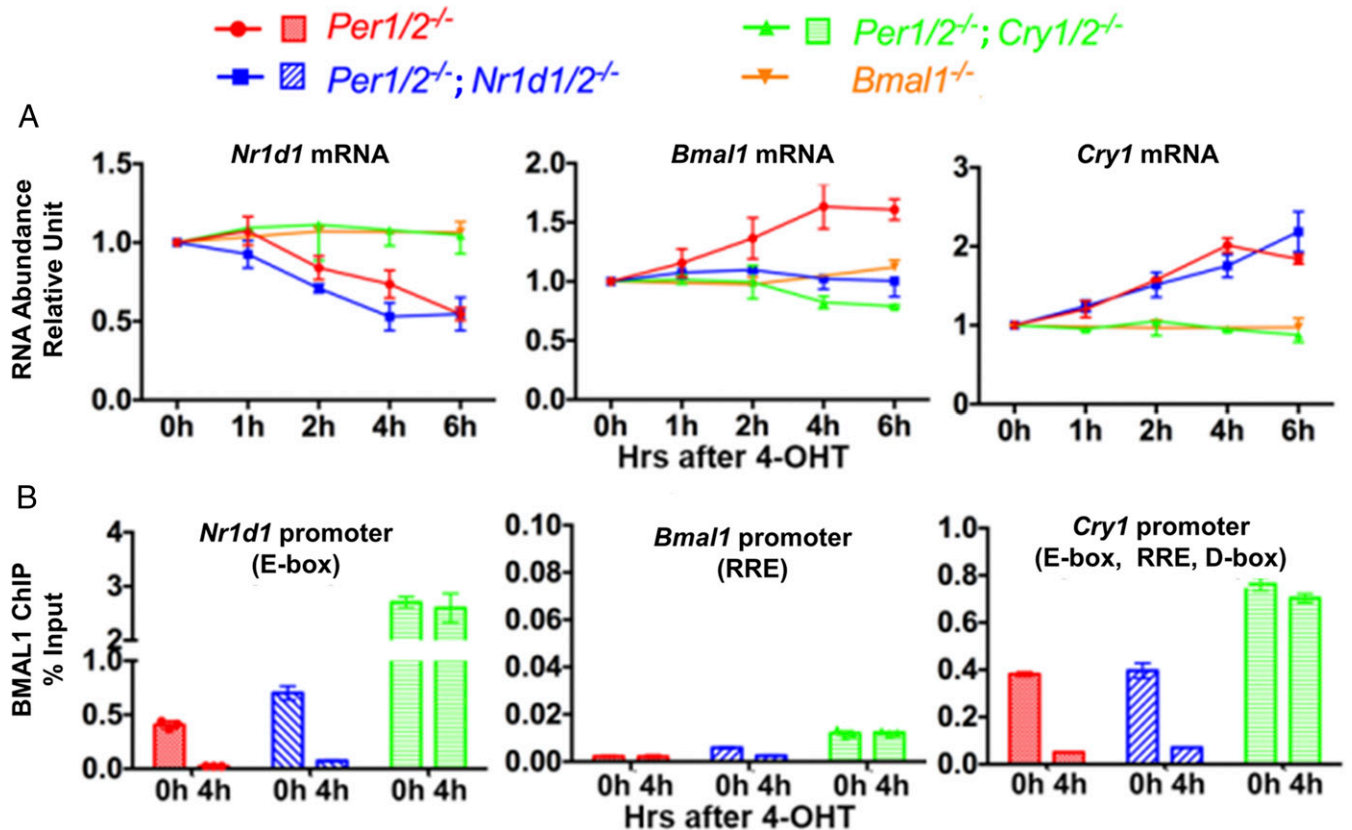 Per1/2-/- Per1/2-/-; Cry1/2-/-
Per1/2-/-; Nr1d1/2-/- Bmal1-/-
A
Nr1d1 mRNA Bmal1 mRNA Cry1 mRNA
RNA Abundance
Relative Unit
1.5
1.0
0.5
0.0
0h 1h 2h 4h 6h
2.0
1.5
1.0
0.5
0.0
0h 1h 2h 4h 6h
3
2
1
0
0h 1h 2h 4h 6h
Hrs after 4-OHT
B
BMAL1 ChIP
% Input
Nr1d1 promoter
(E-box)
4
3
2
1.0
0.5
0.0
0h 4h 0h 4h 0h 4h
Bmal1 promoter
(RRE)
0.10
0.08
0.06
0.04
0.02
0.00
0h 4h 0h 4h 0h 4h
Cry1 promoter
(E-box, RRE, D-box)
1.0
0.8
0.6
0.4
0.2
0.0
0h 4h 0h 4h 0h 4h
Hrs after 4-OHT